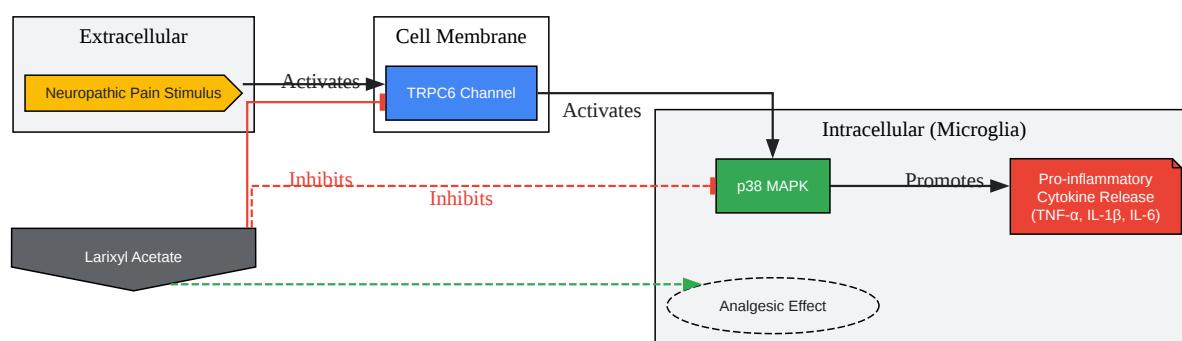 Extracellular
Cell Membrane
Neuropathic Pain Stimulus
Activates
TRPC6 Channel
Activates
Intracellular (Microglia)
Inhibits
Inhibits
p38 MAPK
Promotes
Pro-inflammatory
Cytokine Release
(TNF-α, IL-1β, IL-6)
Larixyl Acetate
Analgesic Effect